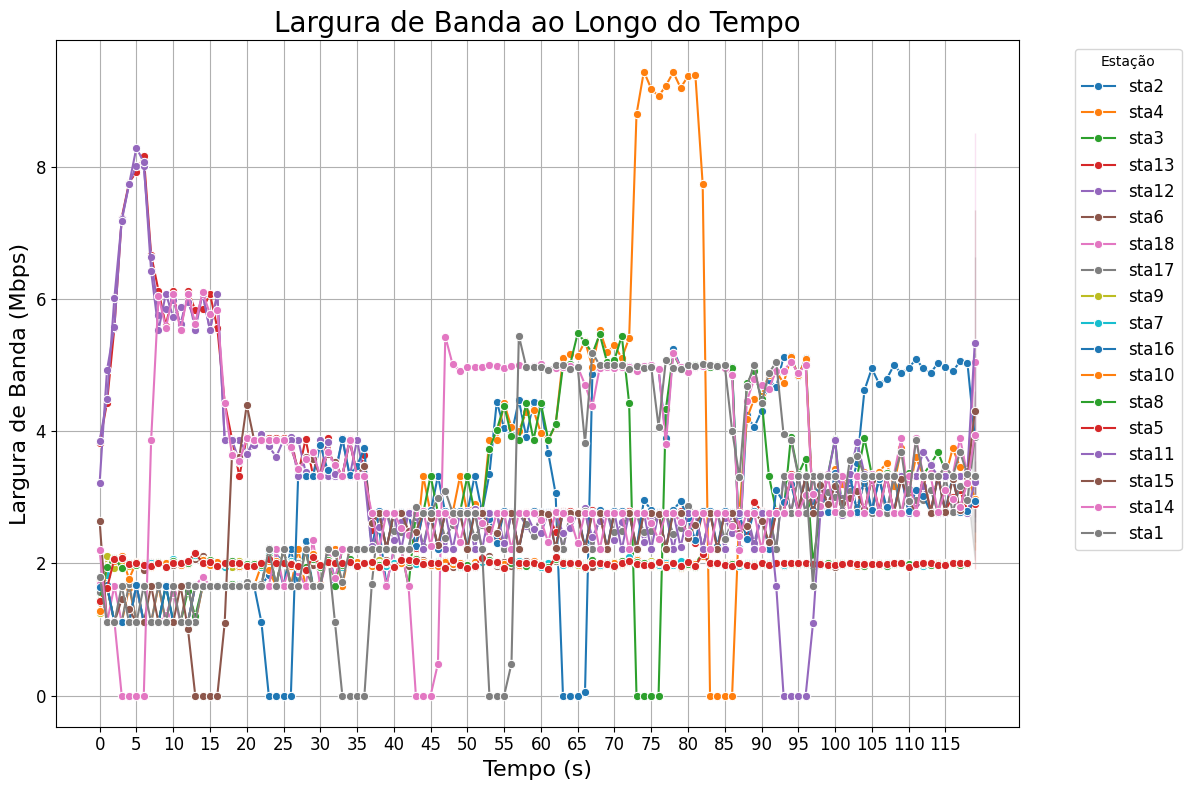 Largura de Banda ao Longo do Tempo
Largura de Banda (Mbps)
8
6
4
2
0
0 5 10 15 20 25 30 35 40 45 50 55 60 65 70 75 80 85 90 95 100 105 110 115
Tempo (s)
Estação
sta2
sta4
sta3
sta13
sta12
sta6
sta18
sta17
sta9
sta7
sta16
sta10
sta8
sta5
sta11
sta15
sta14
sta1